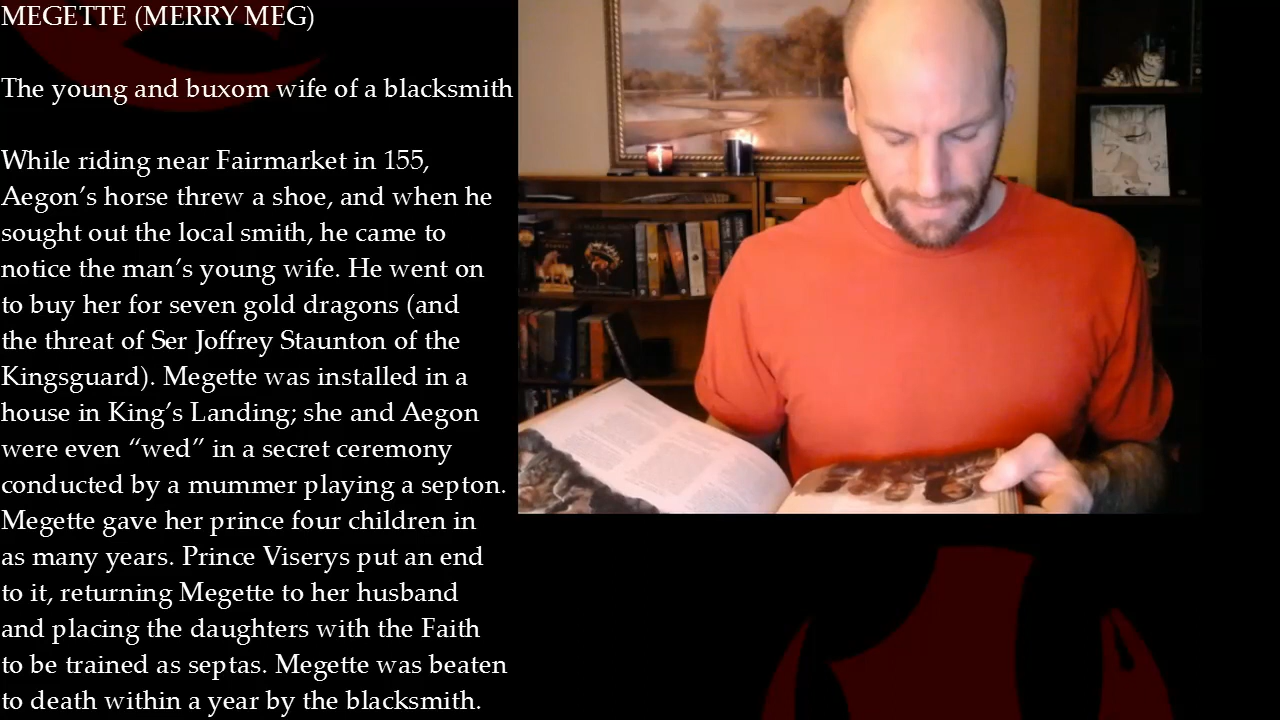 MEGETTE (MERRY MEG)
The young and buxom wife of a blacksmith
While riding near Fairmarket in 155,
Aegon’s horse threw a shoe, and when he
sought out the local smith, he came to
notice the man’s young wife. He went on
to buy her for seven gold dragons (and
the threat of Ser Joffrey Staunton of the
Kingsguard). Megette was installed in a
house in King’s Landing; she and Aegon
were even “wed” in a secret ceremony
conducted by a mummer playing a septon.
Megette gave her prince four children in
as many years. Prince Viserys put an end
to it, returning Megette to her husband
and placing the daughters with the Faith
to be trained as septas. Megette was beaten
to death within a year by the blacksmith.